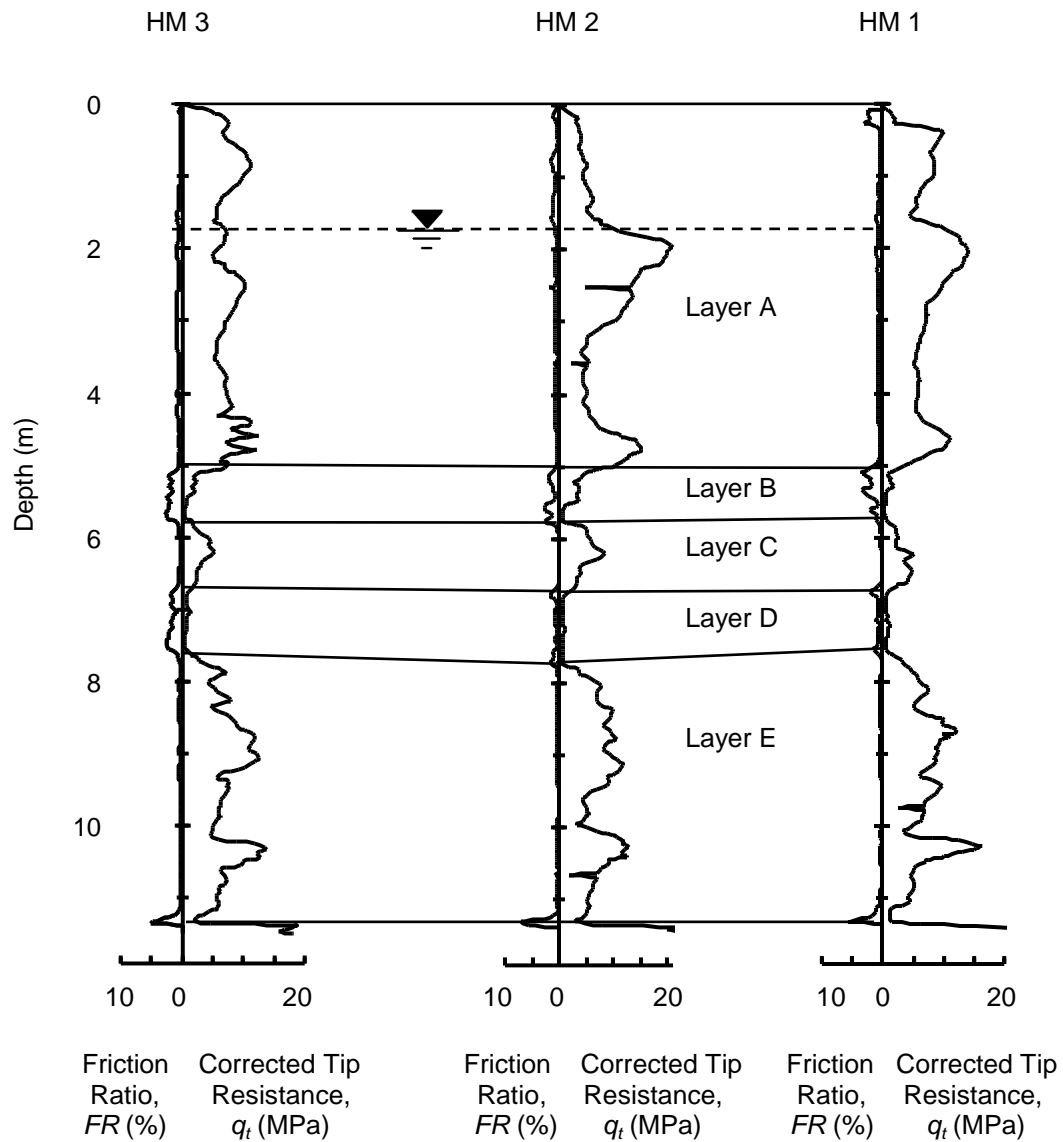 HM 3 HM 2 HM 1
0
2
Layer A
4
Depth (m)
Layer B
6
Layer C
Layer D
8
Layer E
10
10 0 20 10 0 20 10 0 20
Friction Corrected Tip Friction Corrected Tip Friction Corrected Tip
Ratio, Resistance, Ratio, Resistance, Ratio, Resistance,
FR (%) qt (MPa) FR (%) qt (MPa) FR (%) qt (MPa)